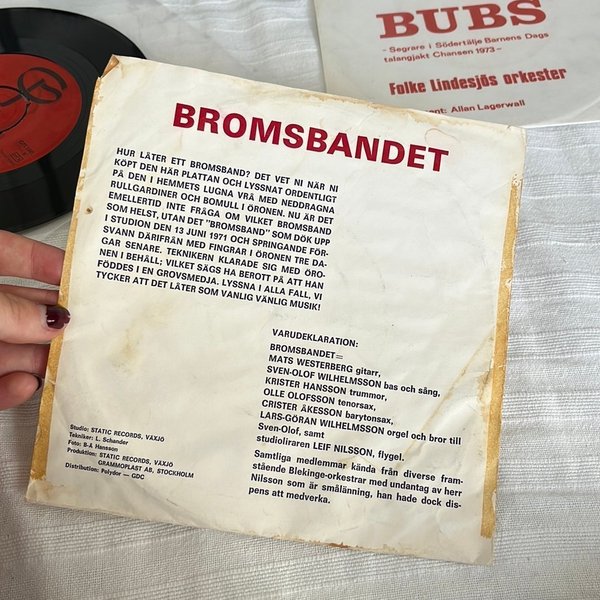 BUBS
- Segrare i Södertälje Barnens Dags
talangjakt Chansen 1973 -
Folke Lindesjös orkester
Allan Lagerwall
BROMSBANDET
HUR LÅTER ETT BROMSBAND? DET VET NI NÄR NI
KÖPT DEN HÄR PLATTAN OCH LYSSNAT ORDENTLIGT
PÅ DEN I HEMMETS LUGNA VRÅ MED NEDDRAGNA
RULLGARDINER OCH BOMULL I ÖRONEN. NU ÄR DET
EMELLERTID INTE FRÅGA OM VILKET BROMSBAND
SOM HELST, UTAN DET "BROMSBAND" SOM DÖK UPP
I STUDION DEN 13 JUNI 1971 OCH SPRINGANDE FÖR-
SVANN DÄRIFRÅN MED FINGRAR I ÖRONEN TRE DA-
GAR SENARE. TEKNIKERN KLARADE SIG MED ÖRO-
NEN I BEHÅLL; VILKET SÄGS HA BEROTT PÅ ATT HAN
FÖDDES I EN GROVSMEDJA. LYSSNA I ALLA FALL, VI
TYCKER ATT DET LÅTER SOM VANLIG VÄNLIG MUSIK!
VARUDEKLARATION:
BROMSBANDET=
MATS WESTERBERG gitarr,
SVEN-OLOF WILHELMSSON bas och sång,
KRISTER HANSSON trummor,
OLLE OLOFSSON tenorsax,
CRISTER ÅKESSON barytonsax,
LARS-GÖRAN WILHELMSSON orgel och bror till
Sven-Olof, samt
studioliraren LEIF NILSSON, flygel.
Samtliga medlemmar kända från diverse fram-
stående Blekinge-orkestrar med undantag av herr
Nilsson som är smålänning, han hade dock dis-
pens att medverka.
Studio: STATIC RECORDS, VÄXJÖ
Tekniker: L. Schander
Foto: B-A Hansson
Produktion: STATIC RECORDS, VÄXJÖ
GRAMMOPLAST AB, STOCKHOLM
Distribution: Polydor — GDC